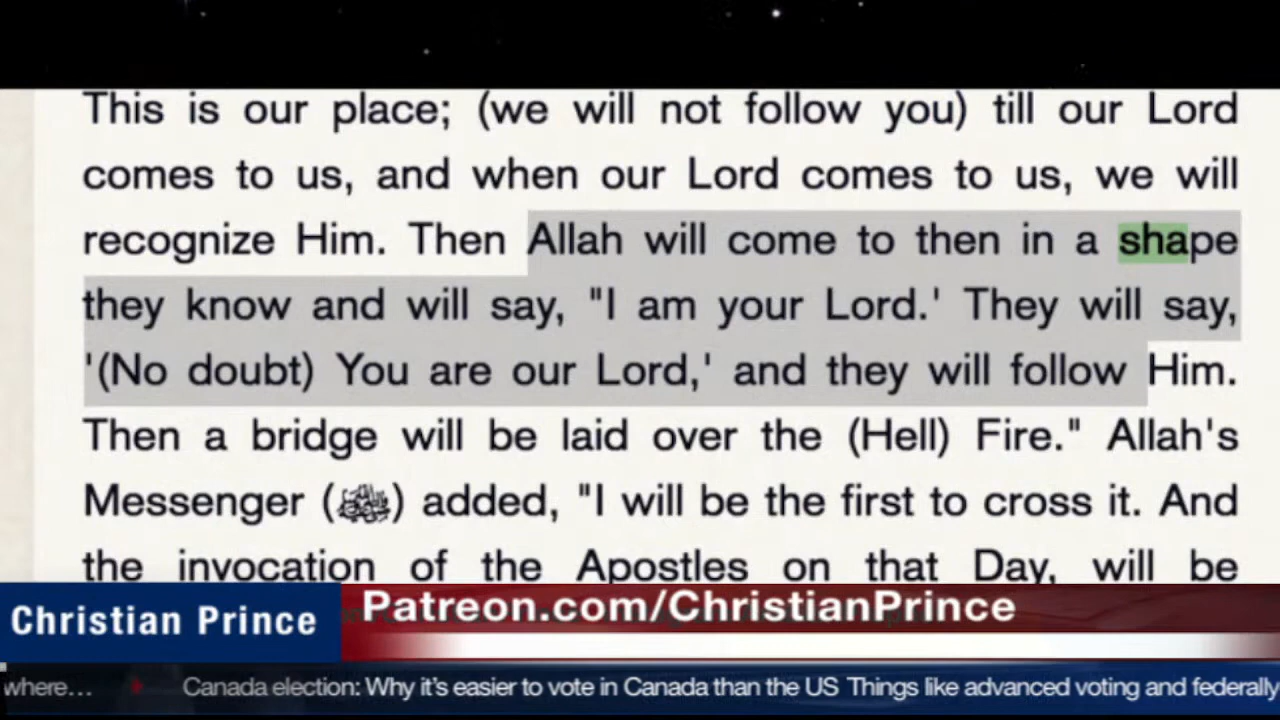 This is our place; (we will not follow you) till our Lord
comes to us, and when our Lord comes to us, we will
recognize Him. Then Allah will come to then in a shape
they know and will say, "I am your Lord.' They will say,
'(No doubt) You are our Lord,' and they will follow Him.
Then a bridge will be laid over the (Hell) Fire." Allah's
Messenger (ﷺ) added, "I will be the first to cross it. And
the invocation of the Apostles on that Day, will be
Christian Prince
Patreon.com/ChristianPrince
where... Canada election: Why it's easier to vote in Canada than the US Things like advanced voting and federally